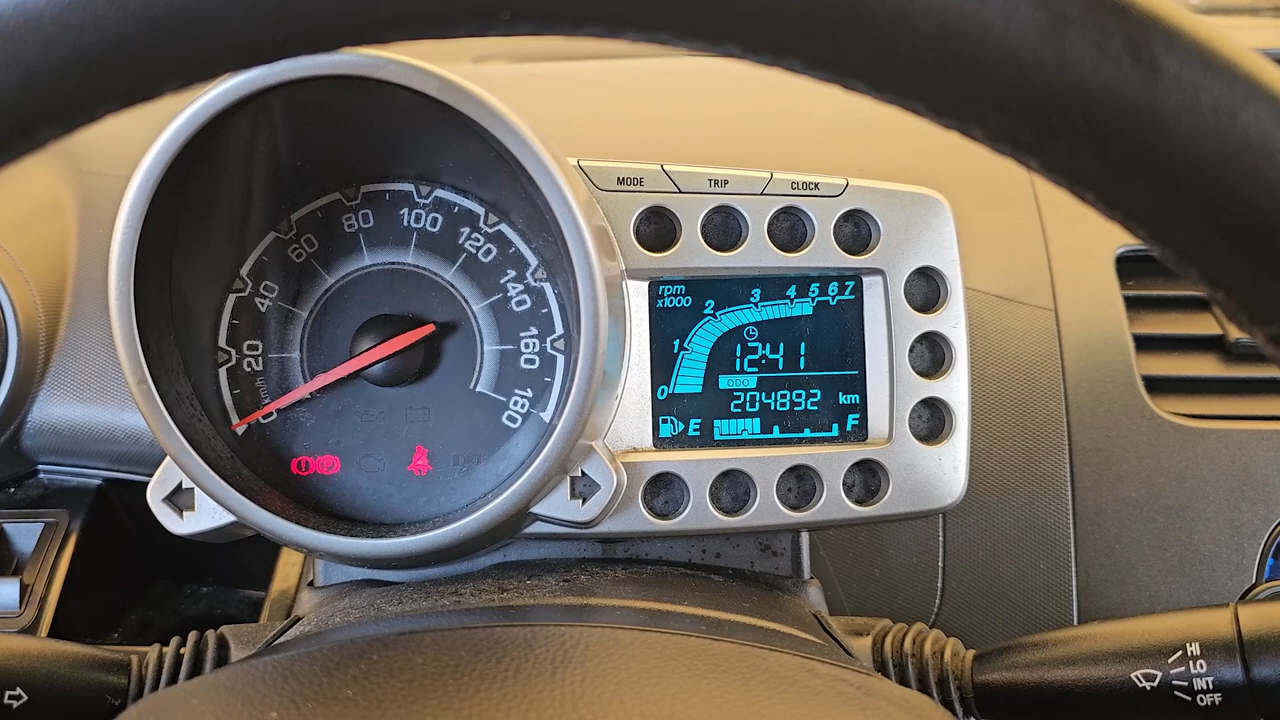 MODE TRIP CLOCK
0 20 40 60 80 100 120 140 160 180
km/h
rpm
x1000
0 1 2 3 4 5 6 7
12:41
ODO
204892 km
E F
P
HI
LO
INT
OFF